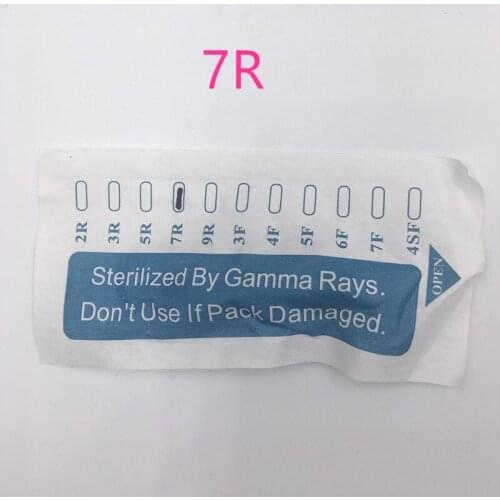 7R
2R 3R 5R 7R 9R 3F 4F 5F 6F 7F 4SF
OPEN
Sterilized By Gamma Rays.
Don't Use If Pack Damaged.